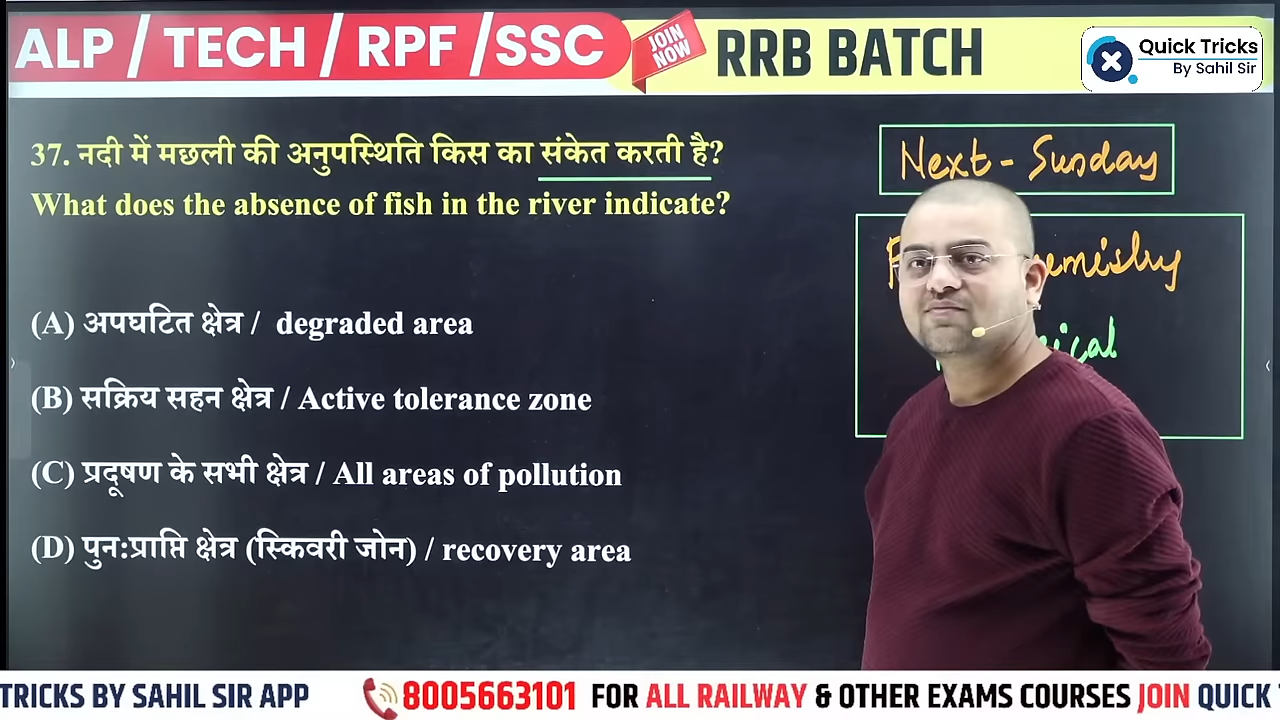 ALP / TECH / RPF / SSC
JOIN NOW
RRB BATCH
Quick Tricks
By Sahil Sir
37. नदी में मछली की अनुपस्थिति किस का संकेत करती है?
What does the absence of fish in the river indicate?
(A) अपघटित क्षेत्र / degraded area
(B) सक्रिय सहन क्षेत्र / Active tolerance zone
(C) प्रदूषण के सभी क्षेत्र / All areas of pollution
(D) पुन:प्राप्ति क्षेत्र (स्किवरी जोन) / recovery area
Next - Sunday
TRICKS BY SAHIL SIR APP 8005663101 FOR ALL RAILWAY & OTHER EXAMS COURSES JOIN QUICK